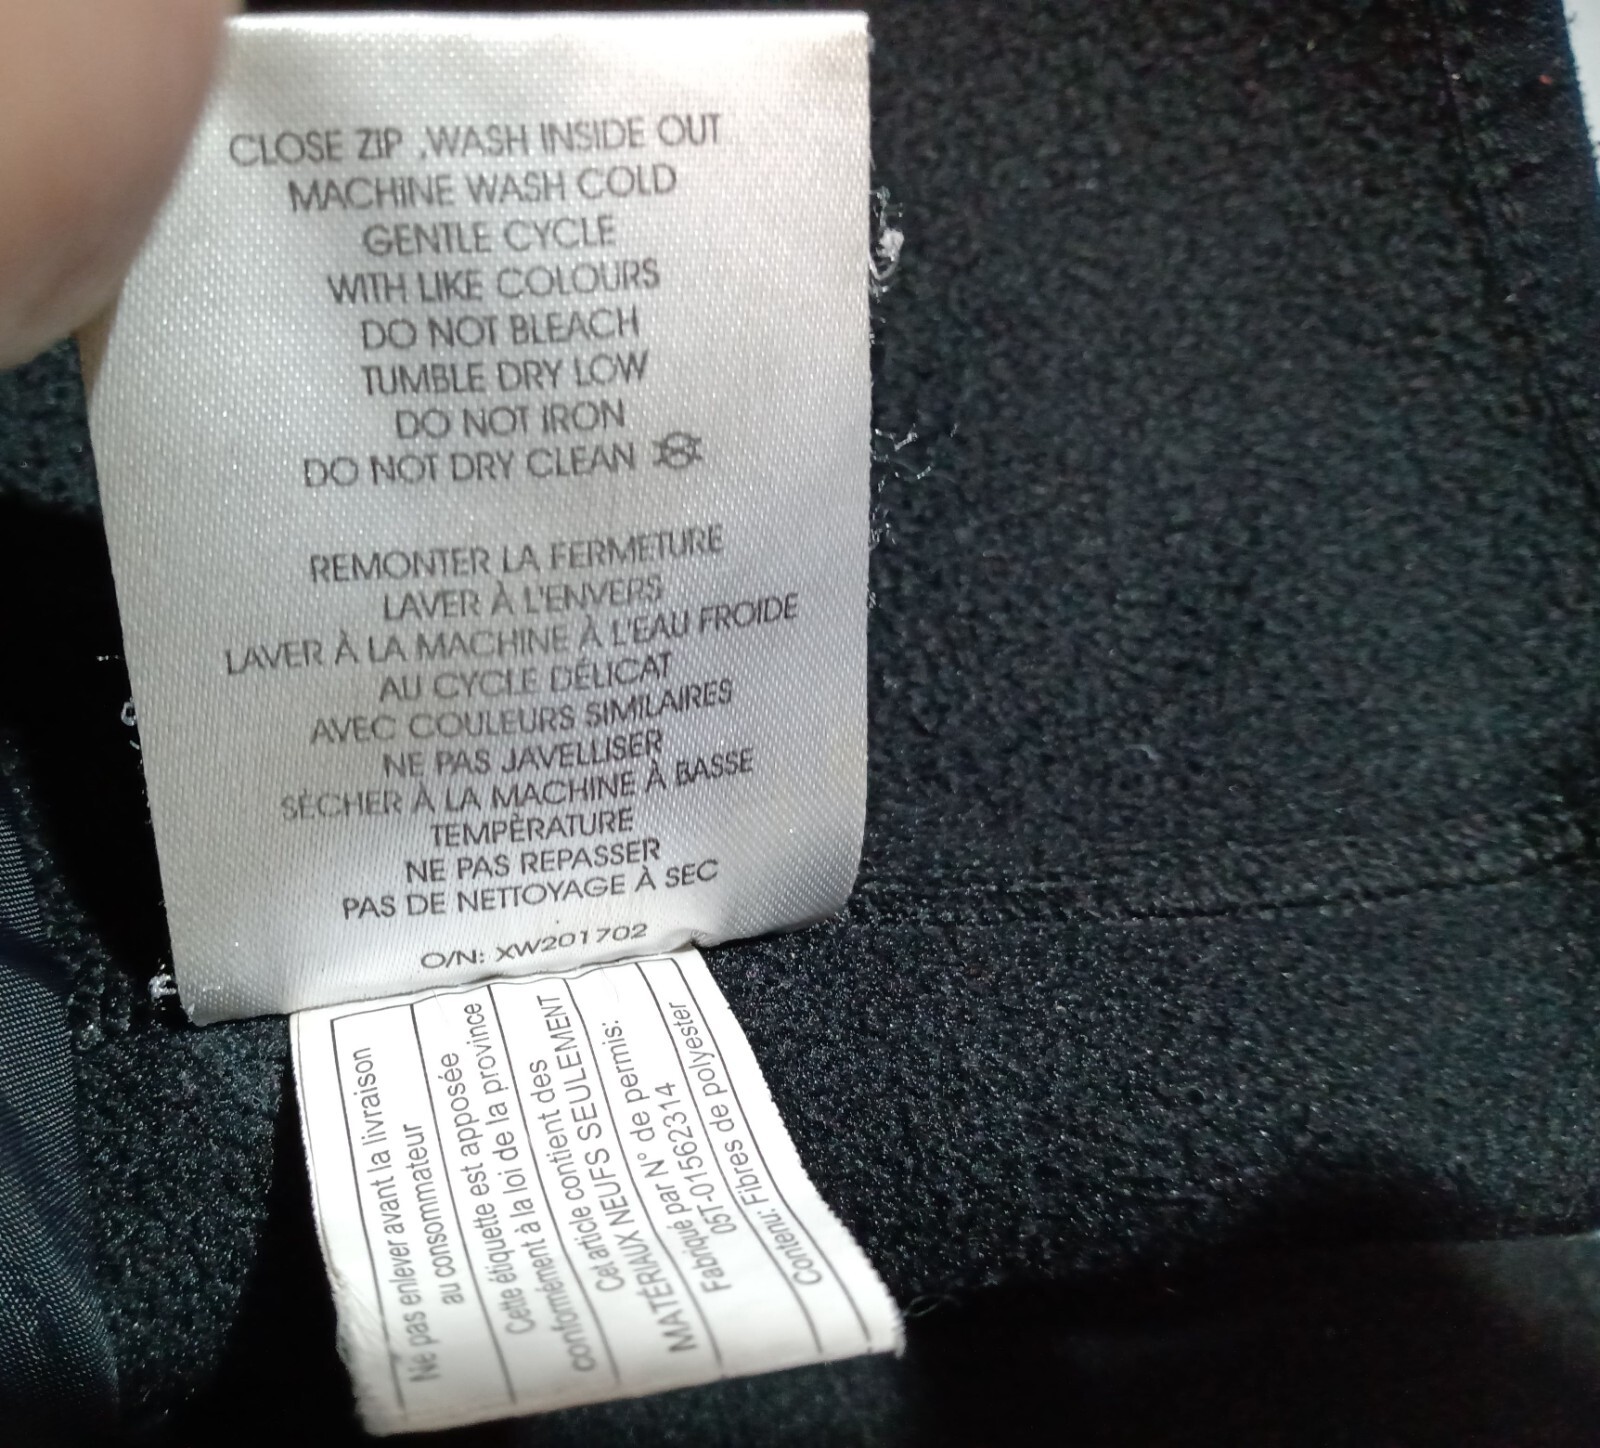 CLOSE ZIP ,WASH INSIDE OUT
MACHINE WASH COLD
GENTLE CYCLE
WITH LIKE COLOURS
DO NOT BLEACH
TUMBLE DRY LOW
DO NOT IRON
DO NOT DRY CLEAN
REMONTER LA FERMETURE
LAVER À L'ENVERS
LAVER À LA MACHINE À L'EAU FROIDE
AU CYCLE DÉLICAT
AVEC COULEURS SIMILAIRES
NE PAS JAVELLISER
SÉCHER À LA MACHINE À BASSE
TEMPÈRATURE
NE PAS REPASSER
PAS DE NETTOYAGE À SEC
O/N: XW201702
Ne pas enlever avant la livraison
au consommateur
Cette étiquette est apposée
conformément à la loi de la province
Cet article contient des
MATÉRIAUX NEUFS SEULEMENT
Fabriqué par N° de permis:
05T-01562314
Contenu: Fibres de polyester